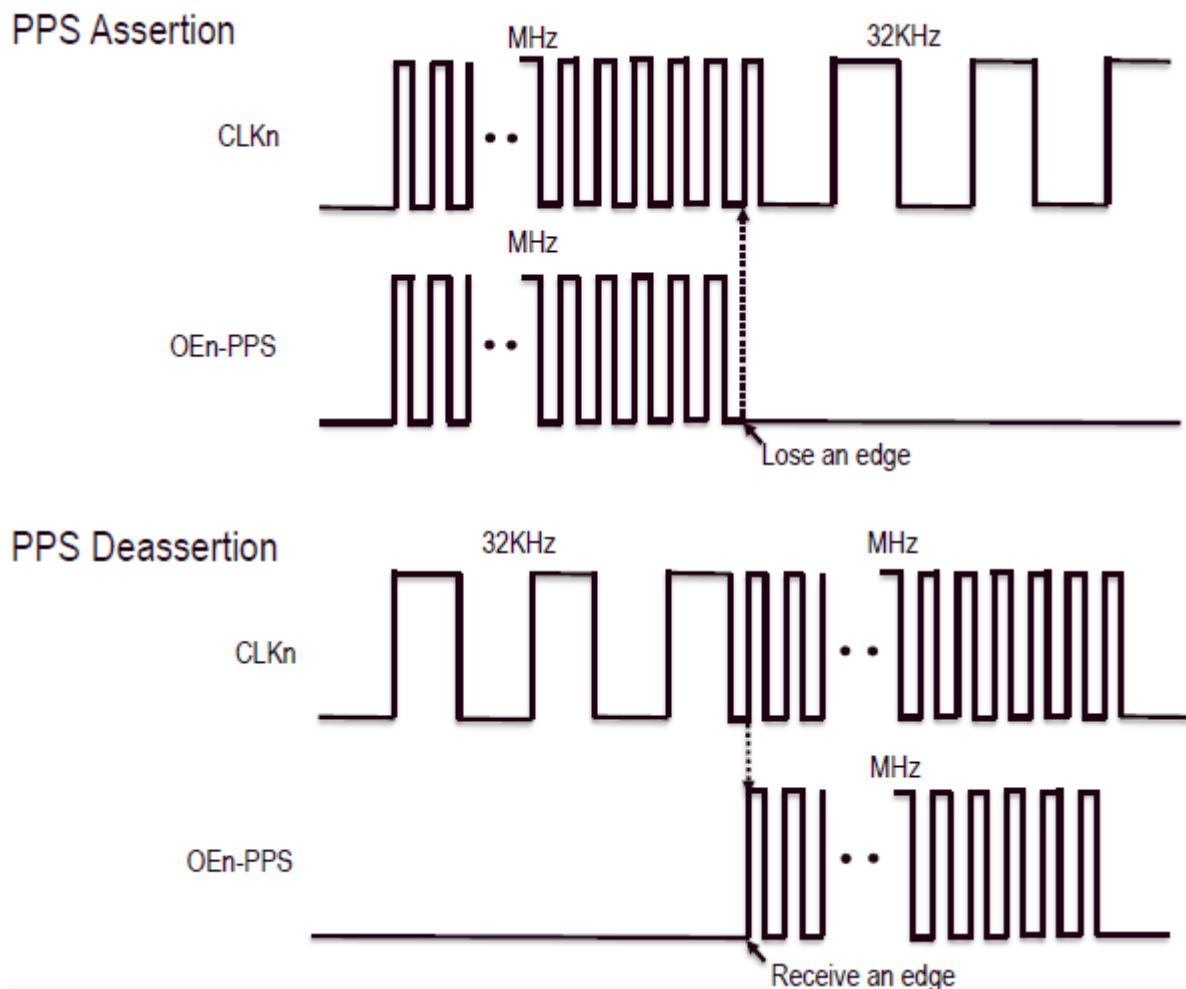 PPS Assertion
MHz
32KHz
CLKn
MHz
OEn-PPS
Lose an edge
PPS Deassertion
32KHz
MHz
CLKn
MHz
OEn-PPS
Receive an edge